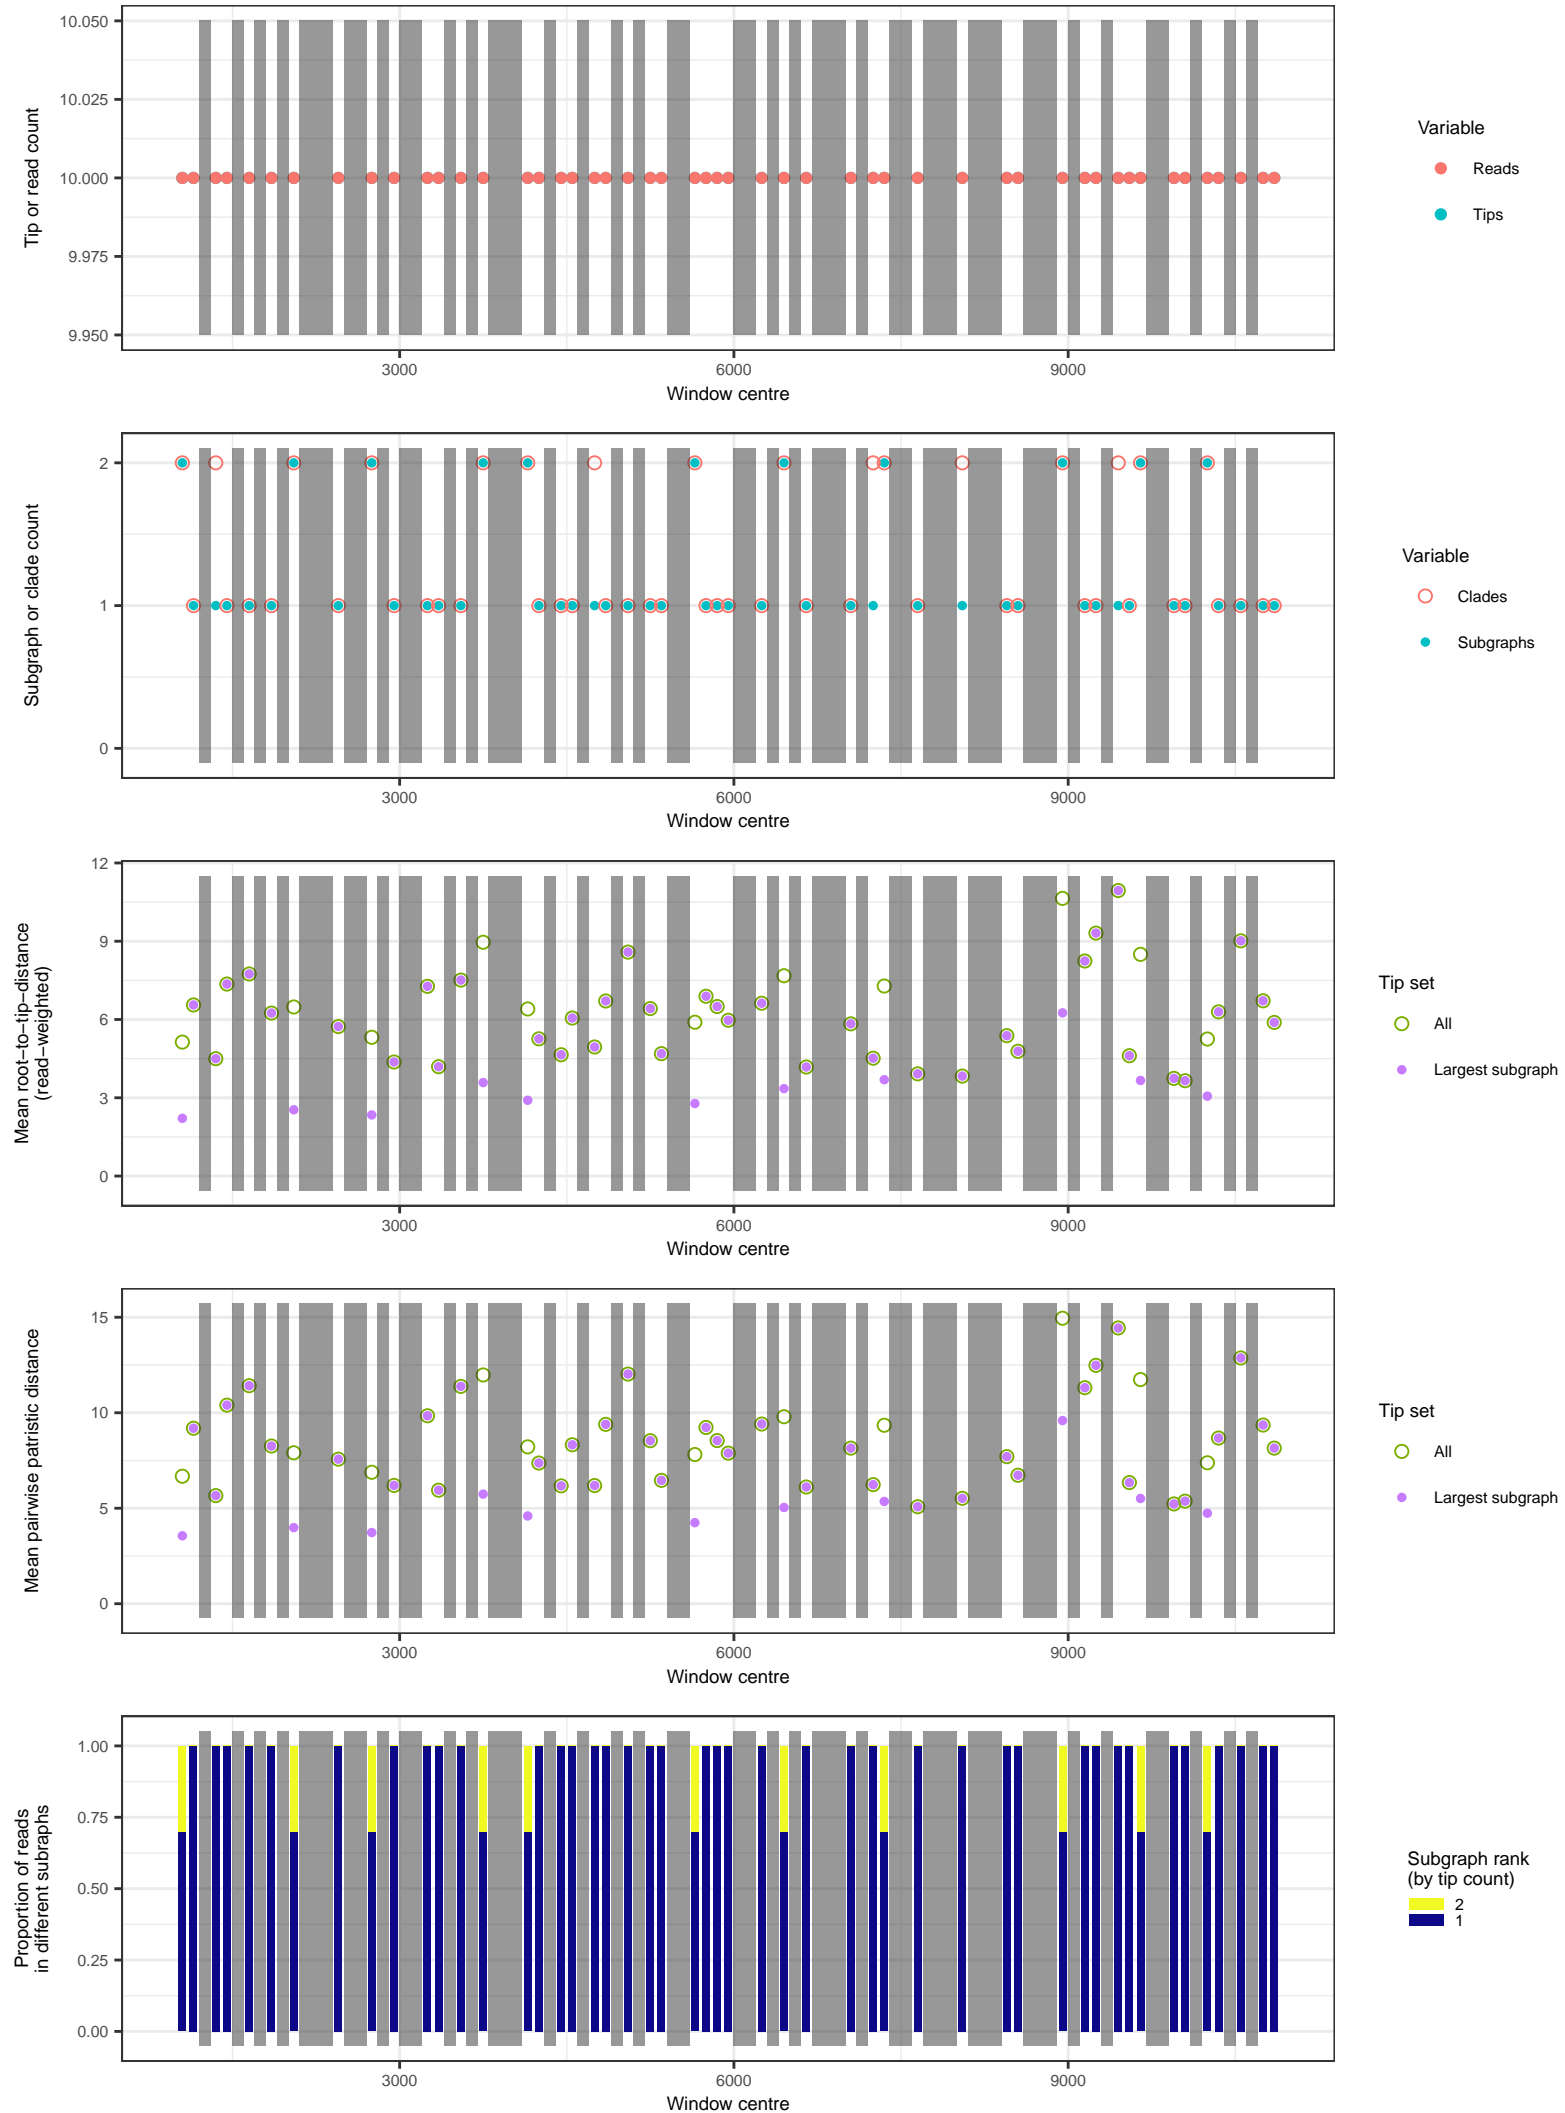 10.050
10.025
10.000
9.975
9.950
Tip or read count
3000
6000
9000
Window centre
Variable
Reads
Tips
2
1
0
Subgraph or clade count
3000
6000
9000
Window centre
Variable
Clades
Subgraphs
12
9
6
3
0
Mean root−to−tip−distance
(read−weighted)
3000
6000
9000
Window centre
Tip set
All
Largest subgraph
15
10
5
0
Mean pairwise patristic distance
3000
6000
9000
Window centre
Tip set
All
Largest subgraph
1.00
0.75
0.50
0.25
0.00
Proportion of reads
in different subraphs
3000
6000
9000
Window centre
Subgraph rank
(by tip count)
2
1